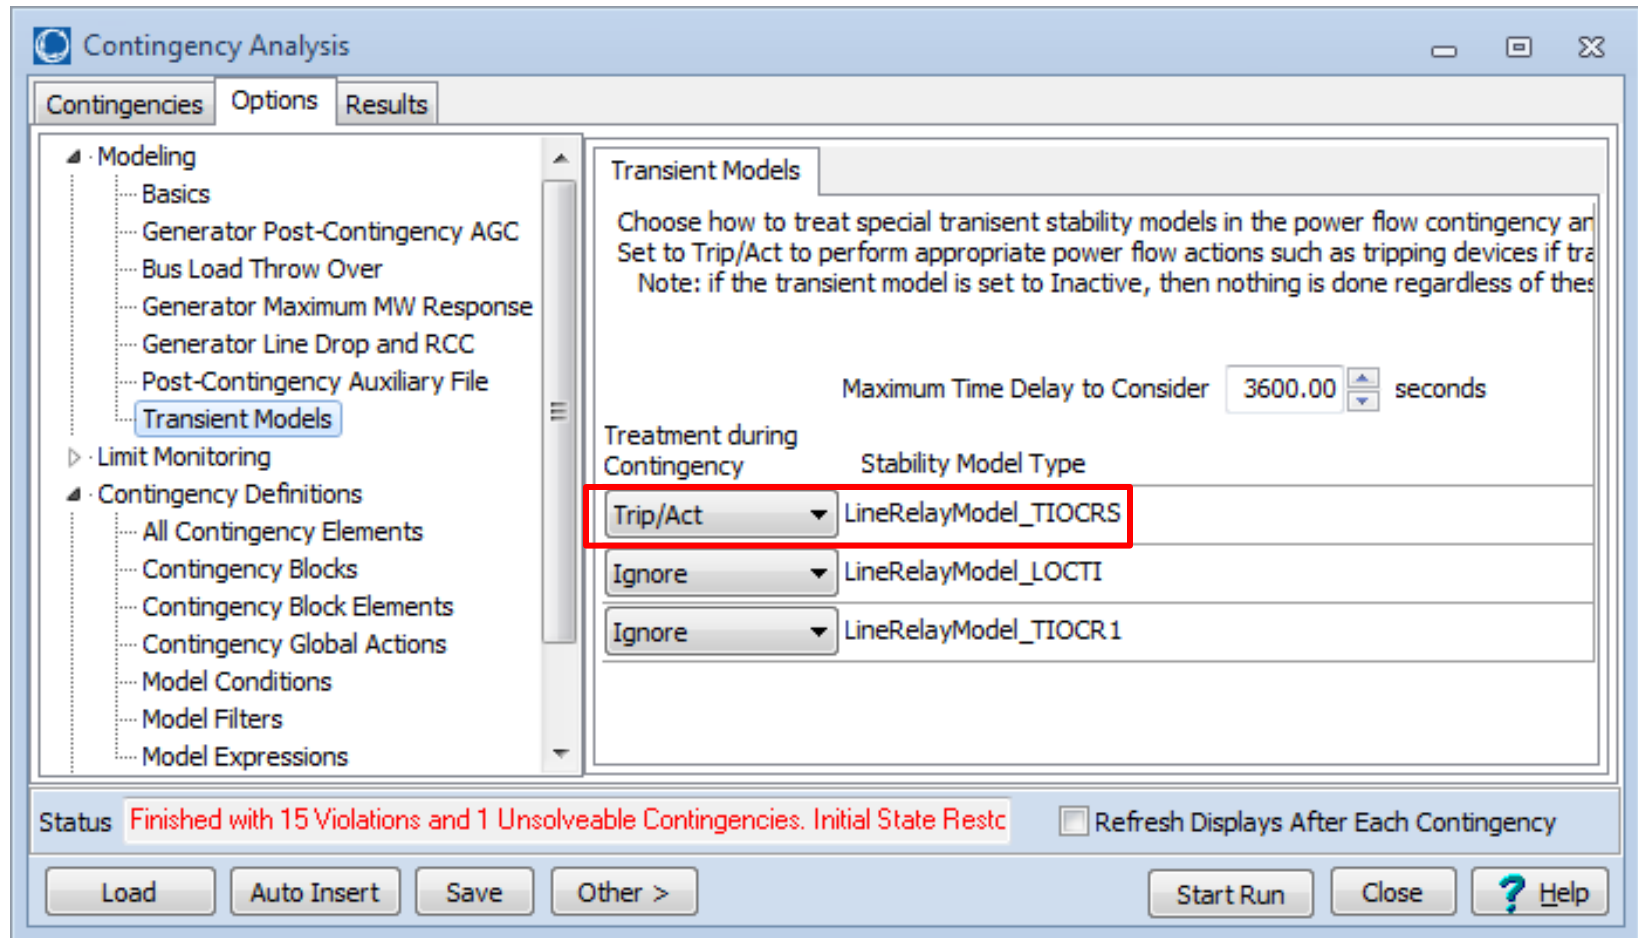 Contingency Analysis
Contingencies Options Results
Modeling
Basics
Generator Post-Contingency AGC
Bus Load Throw Over
Generator Maximum MW Response
Generator Line Drop and RCC
Post-Contingency Auxiliary File
Transient Models
Limit Monitoring
Contingency Definitions
All Contingency Elements
Contingency Blocks
Contingency Block Elements
Contingency Global Actions
Model Conditions
Model Filters
Model Expressions
Transient Models
Choose how to treat special tranisent stability models in the power flow contingency an
Set to Trip/Act to perform appropriate power flow actions such as tripping devices if tra
Note: if the transient model is set to Inactive, then nothing is done regardless of thes
Maximum Time Delay to Consider 3600.00 seconds
Treatment during
Contingency Stability Model Type
Trip/Act LineRelayModel_TIOCRS
Ignore LineRelayModel_LOCTI
Ignore LineRelayModel_TIOCR1
Status Finished with 15 Violations and 1 Unsolveable Contingencies. Initial State Resto Refresh Displays After Each Contingency
Load Auto Insert Save Other > Start Run Close ? Help